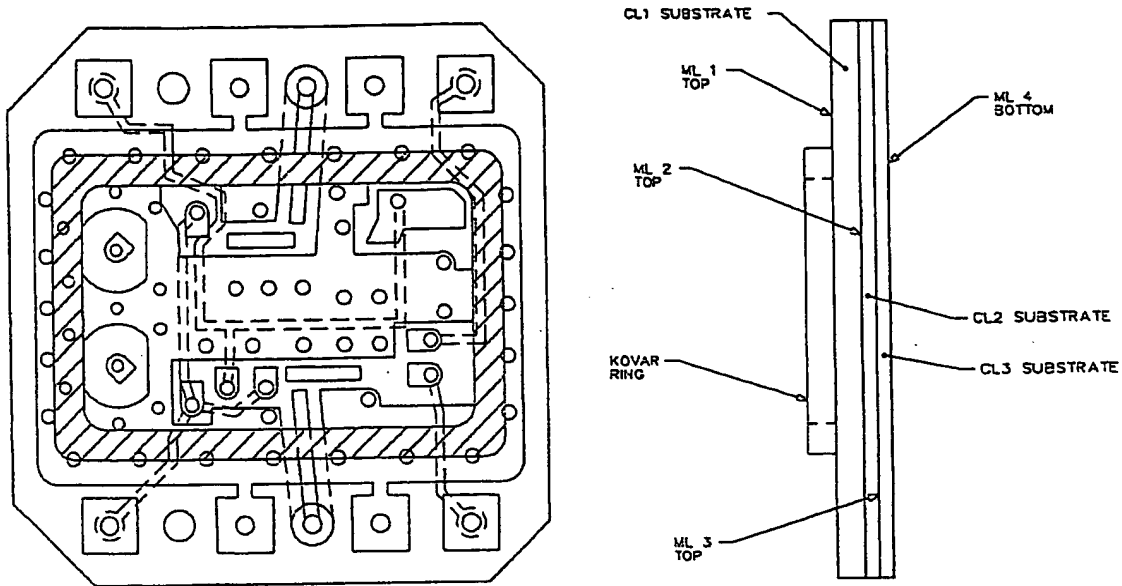 CL1 SUBSTRATE
ML 1
TOP
ML 4
BOTTOM
ML 2
TOP
CL2 SUBSTRATE
KOVAR
RING
CL3 SUBSTRATE
ML 3
TOP